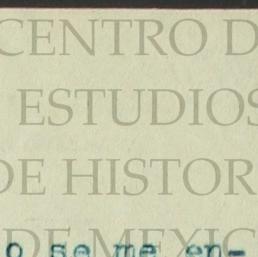 CENTRO D
ESTUDIOS
DE HISTOR
DE MEXIC
o se me en-